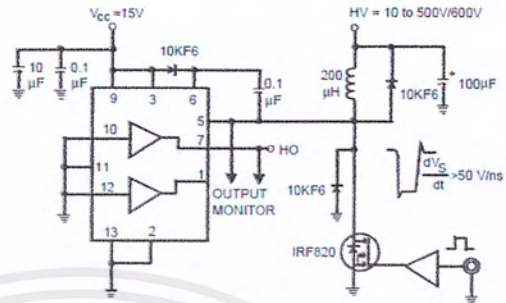 Vcc =15V
HV = 10 to 500V/600V
10KF6
10
µF
0.1
µF
0.1
µF
200
µH
10KF6
100µF
+
9
3
6
5
10
7
HO
11
12
1
OUTPUT
MONITOR
10KF6
dVS
dt
>50 V/ns
13
2
IRF820